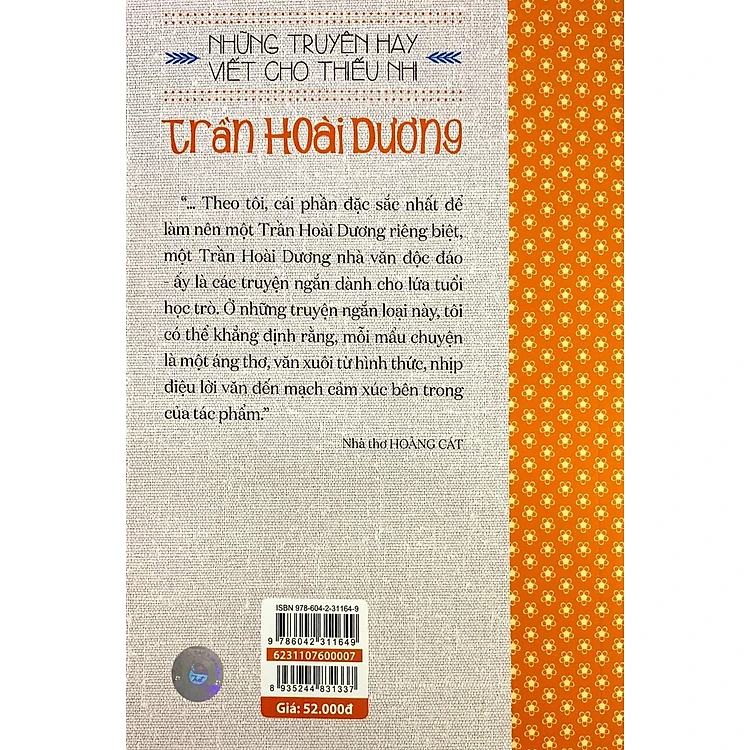 NHỮNG TRUYỆN HAY
VIẾT CHO THIẾU NHI
Trần Hoài Dương
“... Theo tôi, cái phần đặc sắc nhất để
làm nên một Trần Hoài Dương riêng biệt,
một Trần Hoài Dương nhà văn độc đáo
- ấy là các truyện ngắn dành cho lứa tuổi
học trò. Ở những truyện ngắn loại này, tôi
có thể khẳng định rằng, mỗi mẩu chuyện
là một áng thơ, văn xuôi từ hình thức, nhịp
điệu lời văn đến mạch cảm xúc bên trong
của tác phẩm.”
Nhà thơ HOÀNG CÁT
ISBN 978-604-2-31164-9
9 786042 311649
6231107600007
8 935244 831337
Giá: 52.000đ